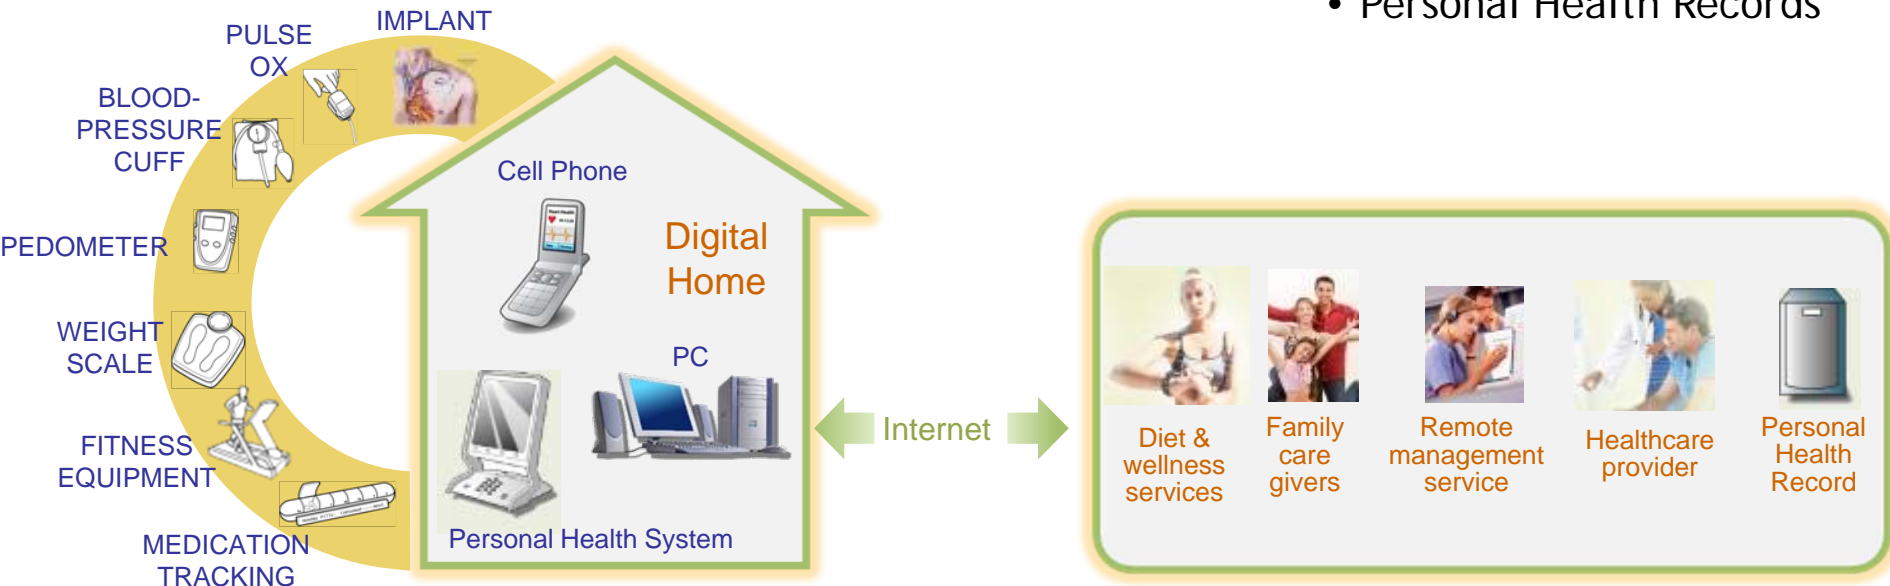 • Personal Health Records
IMPLANT
PULSE
OX
BLOOD-
PRESSURE
CUFF
PEDOMETER
WEIGHT
SCALE
FITNESS
EQUIPMENT
MEDICATION
TRACKING
Cell Phone
Digital
Home
PC
Personal Health System
Internet
Diet &
wellness
services
Family
care
givers
Remote
management
service
Healthcare
provider
Personal
Health
Record